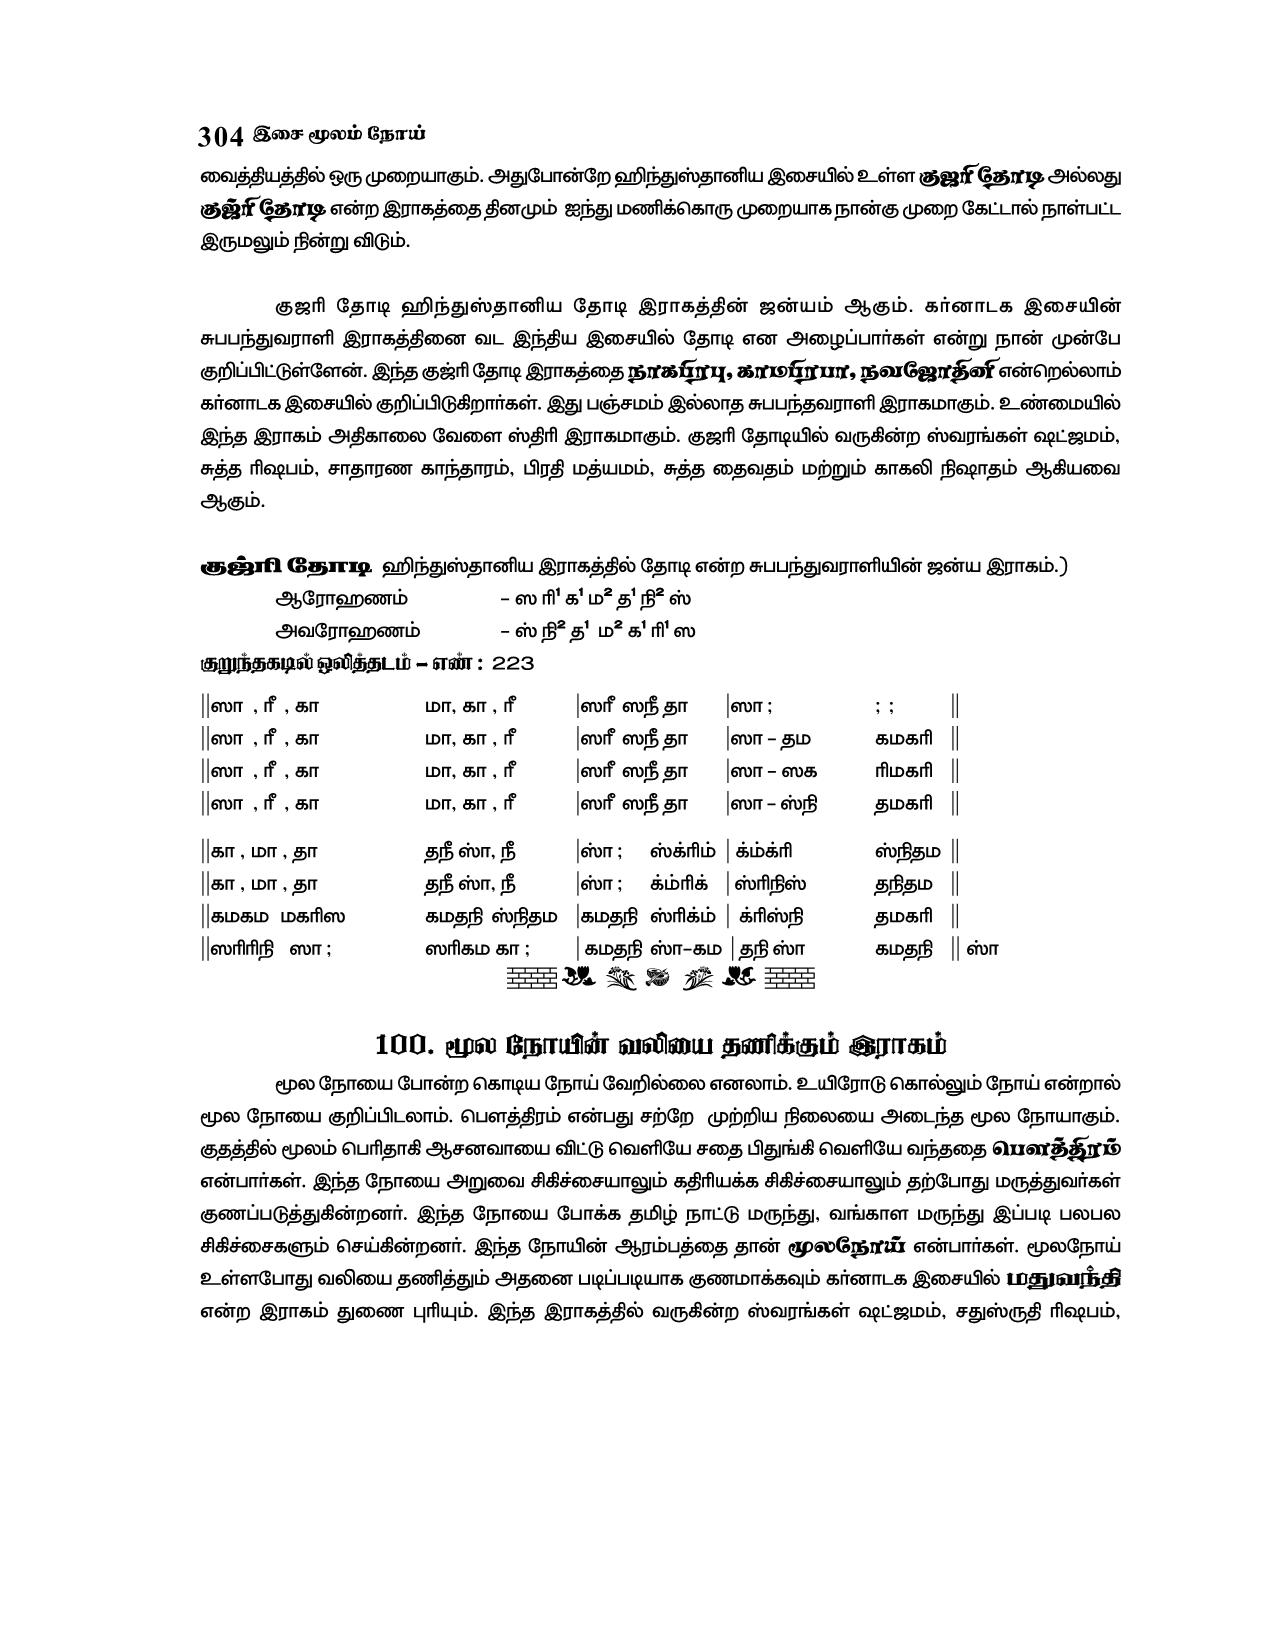 304 இசை மூலம் நோய்
வைத்தியத்தில் ஒரு முறையாகும். அதுபோன்றே ஹிந்துஸ்தானிய இசையில் உள்ள குஜரி தோடி அல்லது
குஜ்ரி தோடி என்ற இராகத்தை தினமும் ஐந்து மணிக்கொரு முறையாக நான்கு முறை கேட்டால் நாள்பட்ட
இருமலும் நின்று விடும்.
குஜரி தோடி ஹிந்துஸ்தானிய தோடி இராகத்தின் ஜன்யம் ஆகும். கர்னாடக இசையின்
சுபபந்துவராளி இராகத்தினை வட இந்திய இசையில் தோடி என அழைப்பார்கள் என்று நான் முன்பே
குறிப்பிட்டுள்ளேன். இந்த குஜ்ரி தோடி இராகத்தை நாகபிரபு, காமபிரபா, நவஜோதினி என்றெல்லாம்
கர்னாடக இசையில் குறிப்பிடுகிறார்கள். இது பஞ்சமம் இல்லாத சுபபந்தவராளி இராகமாகும். உண்மையில்
இந்த இராகம் அதிகாலை வேளை ஸ்திரி இராகமாகும். குஜரி தோடியில் வருகின்ற ஸ்வரங்கள் ஷட்ஜமம்,
சுத்த ரிஷபம், சாதாரண காந்தாரம், பிரதி மத்யமம், சுத்த தைவதம் மற்றும் காகலி நிஷாதம் ஆகியவை
ஆகும்.
குஜ்ரி தோடி ஹிந்துஸ்தானிய இராகத்தில் தோடி என்ற சுபபந்துவராளியின் ஜன்ய இராகம்.)
ஆரோஹணம் – ஸ ரி¹ க¹ ம² த¹ நி² ஸ்
அவரோஹணம் – ஸ் நி² த¹ ம² க¹ ரி¹ ஸ
குறுந்தகடில் ஒலித்தடம் – எண் : 223
||ஸா , ரீ , கா மா, கா , ரீ |ஸரீ ஸநீ தா |ஸா ; ; ; ||
||ஸா , ரீ , கா மா, கா , ரீ |ஸரீ ஸநீ தா |ஸா – தம கமகரி ||
||ஸா , ரீ , கா மா, கா , ரீ |ஸரீ ஸநீ தா |ஸா – ஸக ரிமகரி ||
||ஸா , ரீ , கா மா, கா , ரீ |ஸரீ ஸநீ தா |ஸா – ஸ்நி தமகரி ||
||கா , மா , தா தநீ ஸா், நீ |ஸா் ; ஸ்க்ரிம் | க்ம்க்ரி ஸ்நிதம ||
||கா , மா , தா தநீ ஸா், நீ |ஸா் ; க்ம்ரிக் | ஸ்ரிநிஸ் தநிதம ||
||கமகம மகரிஸ கமதநி ஸ்நிதம |கமதநி ஸ்ரிக்ம் | க்ரிஸ்நி தமகரி ||
||ஸரிரிநி ஸா ; ஸரிகம கா ; | கமதநி ஸா்–கம | தநி ஸா் கமதநி || ஸா்
100. மூல நோயின் வலியை தணிக்கும் இராகம்
மூல நோயை போன்ற கொடிய நோய் வேறில்லை எனலாம். உயிரோடு கொல்லும் நோய் என்றால்
மூல நோயை குறிப்பிடலாம். பௌத்திரம் என்பது சற்றே முற்றிய நிலையை அடைந்த மூல நோயாகும்.
குதத்தில் மூலம் பெரிதாகி ஆசனவாயை விட்டு வெளியே சதை பிதுங்கி வெளியே வந்ததை பௌத்திரம்
என்பார்கள். இந்த நோயை அறுவை சிகிச்சையாலும் கதிரியக்க சிகிச்சையாலும் தற்போது மருத்துவர்கள்
குணப்படுத்துகின்றனர். இந்த நோயை போக்க தமிழ் நாட்டு மருந்து, வங்காள மருந்து இப்படி பலபல
சிகிச்சைகளும் செய்கின்றனர். இந்த நோயின் ஆரம்பத்தை தான் மூலநோய் என்பார்கள். மூலநோய்
உள்ளபோது வலியை தணித்தும் அதனை படிப்படியாக குணமாக்கவும் கர்னாடக இசையில் மதுவந்தி
என்ற இராகம் துணை புரியும். இந்த இராகத்தில் வருகின்ற ஸ்வரங்கள் ஷட்ஜமம், சதுஸ்ருதி ரிஷபம்,